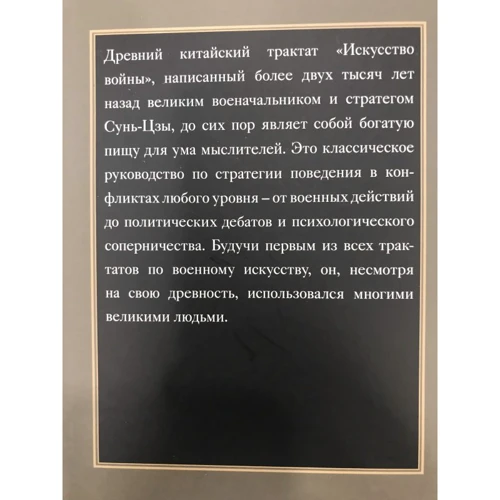 Древний китайский трактат «Искусство
войны», написанный более двух тысяч лет
назад великим военачальником и стратегом
Сунь-Цзы, до сих пор являет собой богатую
пищу для ума мыслителей. Это классическое
руководство по стратегии поведения в кон-
фликтах любого уровня – от военных действий
до политических дебатов и психологического
соперничества. Будучи первым из всех трак-
татов по военному искусству, он, несмотря
на свою древность, использовался многими
великими людьми.